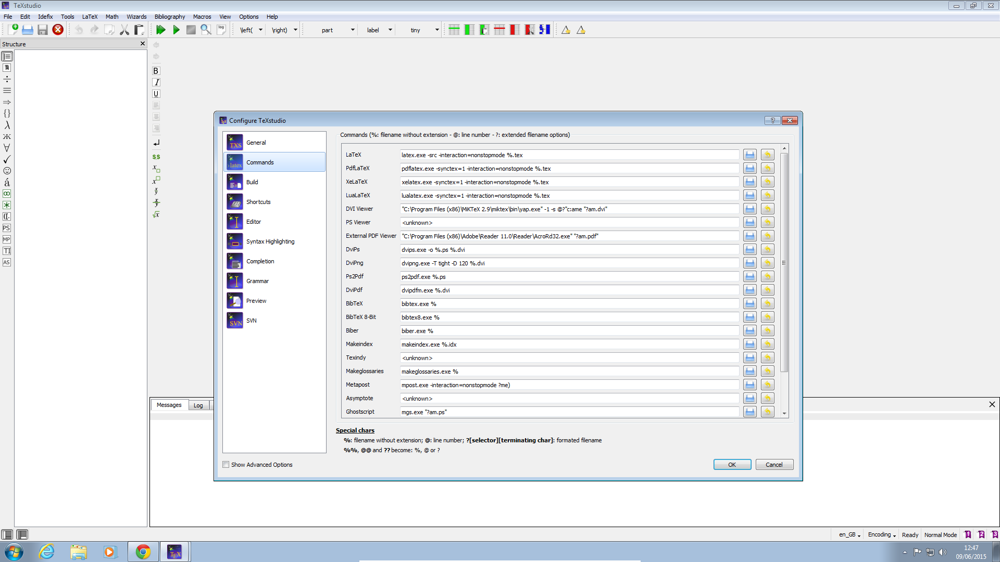 TeXstudio
File Edit Idefix Tools LaTeX Math Wizards Bibliography Macros View Options Help
log \left( \right) part label tiny
Structure
B
I
U
Configure TeXstudio
General
Commands
Build
Shortcuts
Editor
Syntax Highlighting
Completion
Grammar
Preview
SVN
Commands (%: filename without extension - @: line number - ?: extended filename options)
LaTeX latex.exe -src -interaction=nonstopmode %.tex
PdfLaTeX pdflatex.exe -synctex=1 -interaction=nonstopmode %.tex
XeLaTeX xelatex.exe -synctex=1 -interaction=nonstopmode %.tex
LuaLaTeX lualatex.exe -synctex=1 -interaction=nonstopmode %.tex
DVI Viewer "C:\Program Files (x86)\MiKTeX 2.9\miktex\bin\yap.exe" -1 -s @?"c:ame "?am.dvi"
PS Viewer <unknown>
External PDF Viewer "C:\Program Files (x86)\Adobe\Reader 11.0\Reader\AcroRd32.exe" "?am.pdf"
DviPs dvips.exe -o %.ps %.dvi
DviPng dvipng.exe -T tight -D 120 %.dvi
Ps2Pdf ps2pdf.exe %.ps
DviPdf dvipdfm.exe %.dvi
BibTeX bibtex.exe %
BibTeX 8-Bit bibtex8.exe %
Biber biber.exe %
Makeindex makeindex.exe %.idx
Texindy <unknown>
Makeglossaries makeglossaries.exe %
Metapost mpost.exe -interaction=nonstopmode ?me)
Asymptote <unknown>
Ghostscript mgs.exe "?am.ps"
Special chars
%: filename without extension; @: line number; ?[selector][terminating char]: formated filename
%%, @@ and ?? become: %, @ or ?
Show Advanced Options
OK Cancel
Messages Log
PS
MP
TI
AS
en_GB Encoding Ready Normal Mode 1 2 3
12:47
09/06/2015